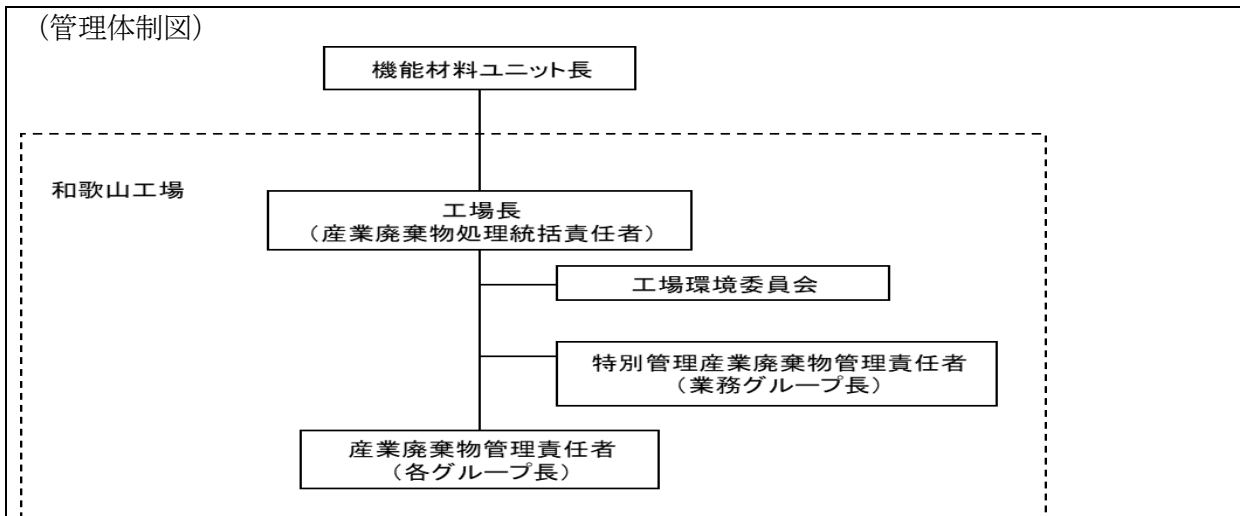 （管理体制図）
機能材料ユニット長
和歌山工場
工場長
（産業廃棄物処理統括責任者）
工場環境委員会
特別管理産業廃棄物管理責任者
（業務グループ長）
産業廃棄物管理責任者
（各グループ長）